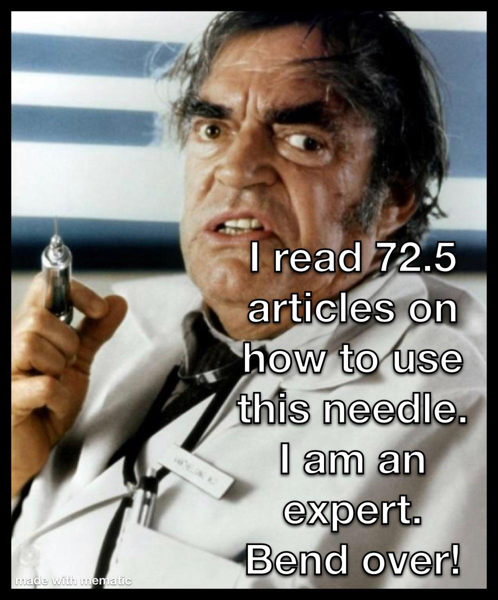 I read 72.5
articles on
how to use
this needle.
I am an
expert.
Bend over!
made with mematic